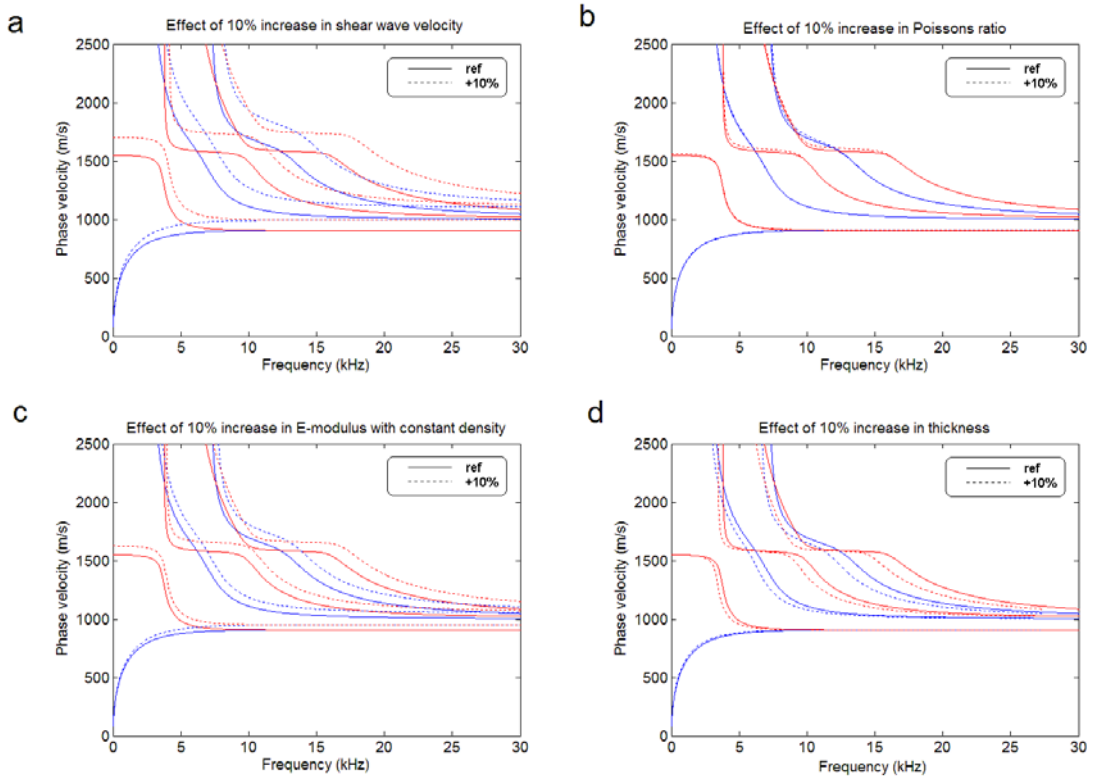 a
Effect of 10% increase in shear wave velocity
2500
2000
1500
1000
500
0
Phase velocity (m/s)
ref
+10%
0 5 10 15 20 25 30
Frequency (kHz)
b
Effect of 10% increase in Poissons ratio
2500
2000
1500
1000
500
0
Phase velocity (m/s)
ref
+10%
0 5 10 15 20 25 30
Frequency (kHz)
c
Effect of 10% increase in E-modulus with constant density
2500
2000
1500
1000
500
0
Phase velocity (m/s)
ref
+10%
0 5 10 15 20 25 30
Frequency (kHz)
d
Effect of 10% increase in thickness
2500
2000
1500
1000
500
0
Phase velocity (m/s)
ref
+10%
0 5 10 15 20 25 30
Frequency (kHz)